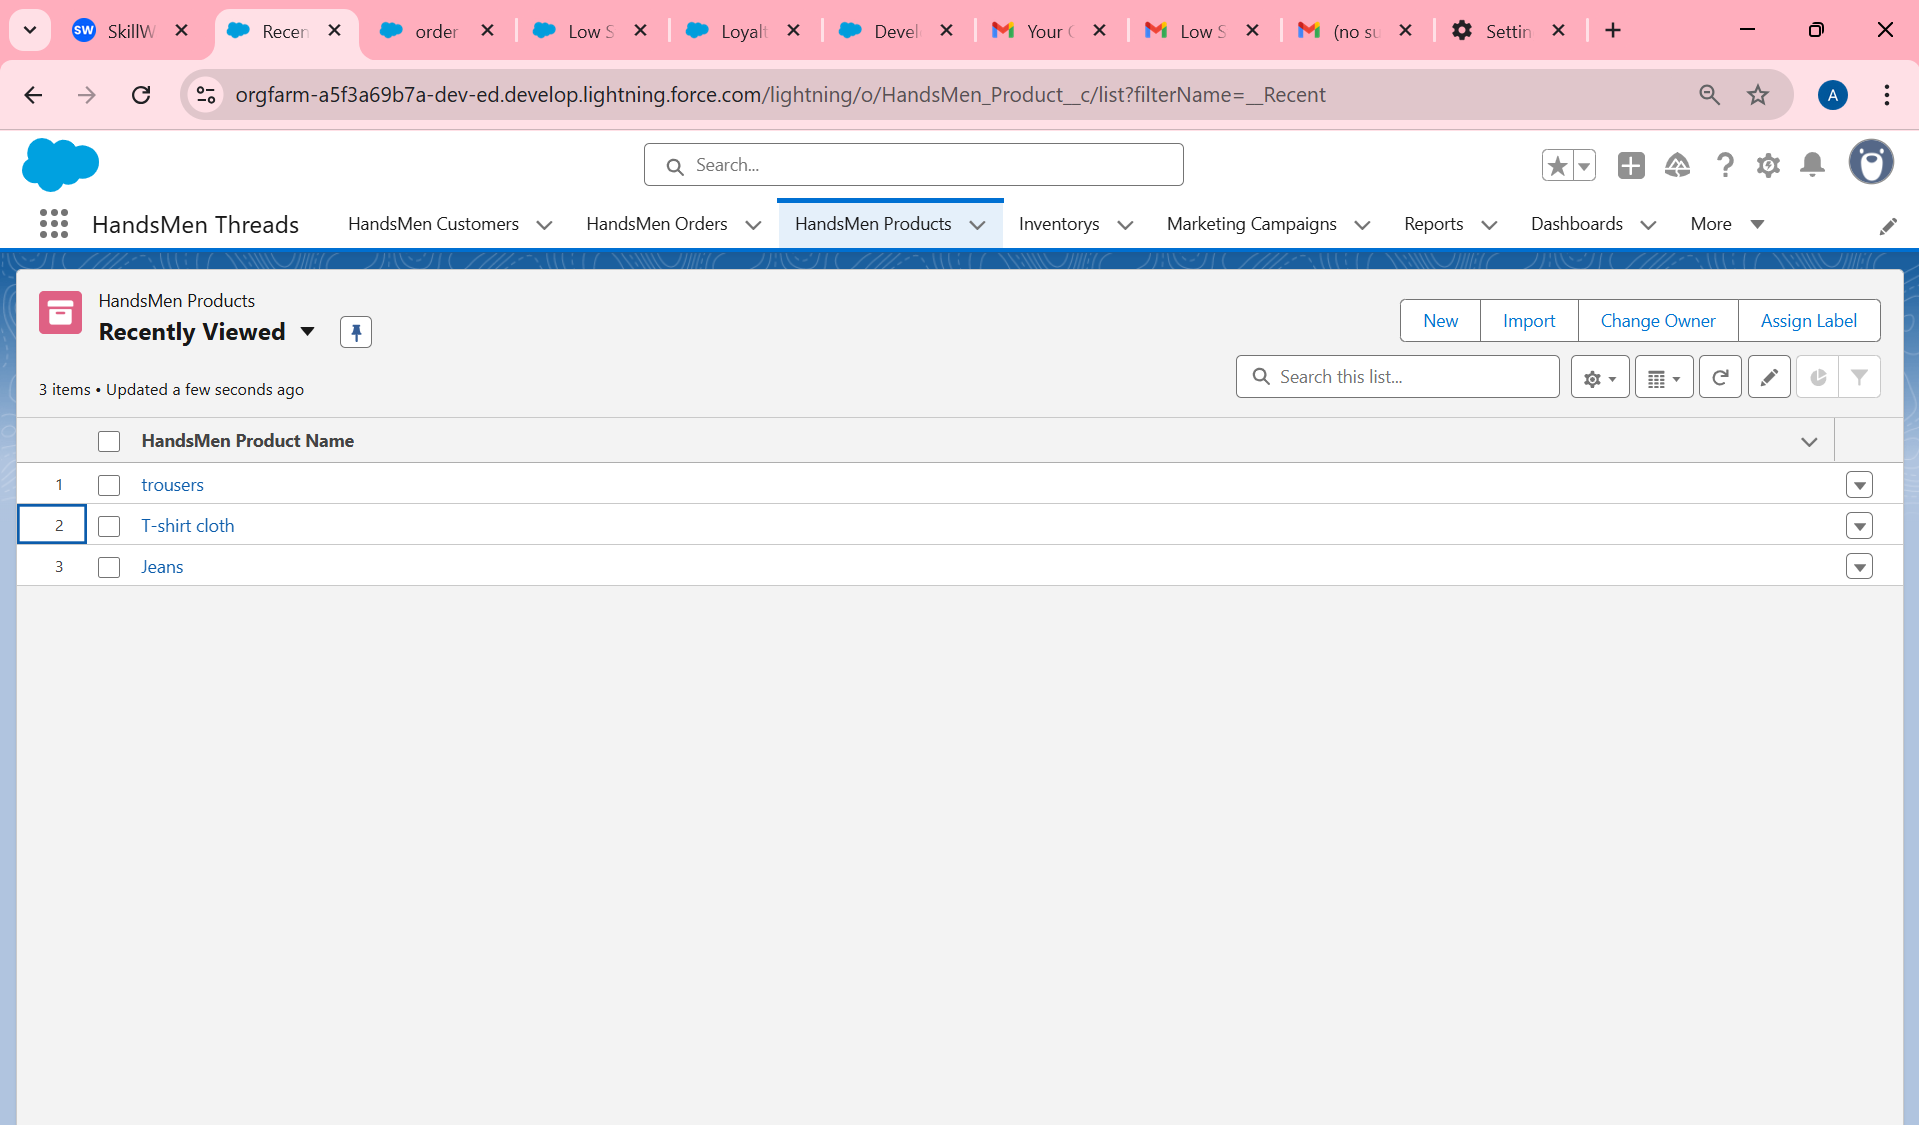 SW SkillW
Recen
order
Low S
Loyalt
Devel
Your
Low S
(no su
Settin
orgfarm-a5f3a69b7a-dev-ed.develop.lightning.force.com/lightning/o/HandsMen_Product__c/list?filterName=__Recent
A
Search...
HandsMen Threads
HandsMen Customers
HandsMen Orders
HandsMen Products
Inventorys
Marketing Campaigns
Reports
Dashboards
More
HandsMen Products
Recently Viewed
New
Import
Change Owner
Assign Label
3 items • Updated a few seconds ago
Search this list...
HandsMen Product Name
1 trousers
2 T-shirt cloth
3 Jeans